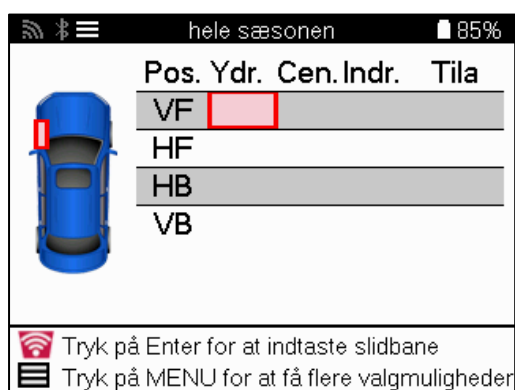 hele sæsonen 85%
Pos. Ydr. Cen. Indr. Tila
VF
HF
HB
VB
Tryk på Enter for at indtaste slidbane
Tryk på MENU for at få flere valgmuligheder